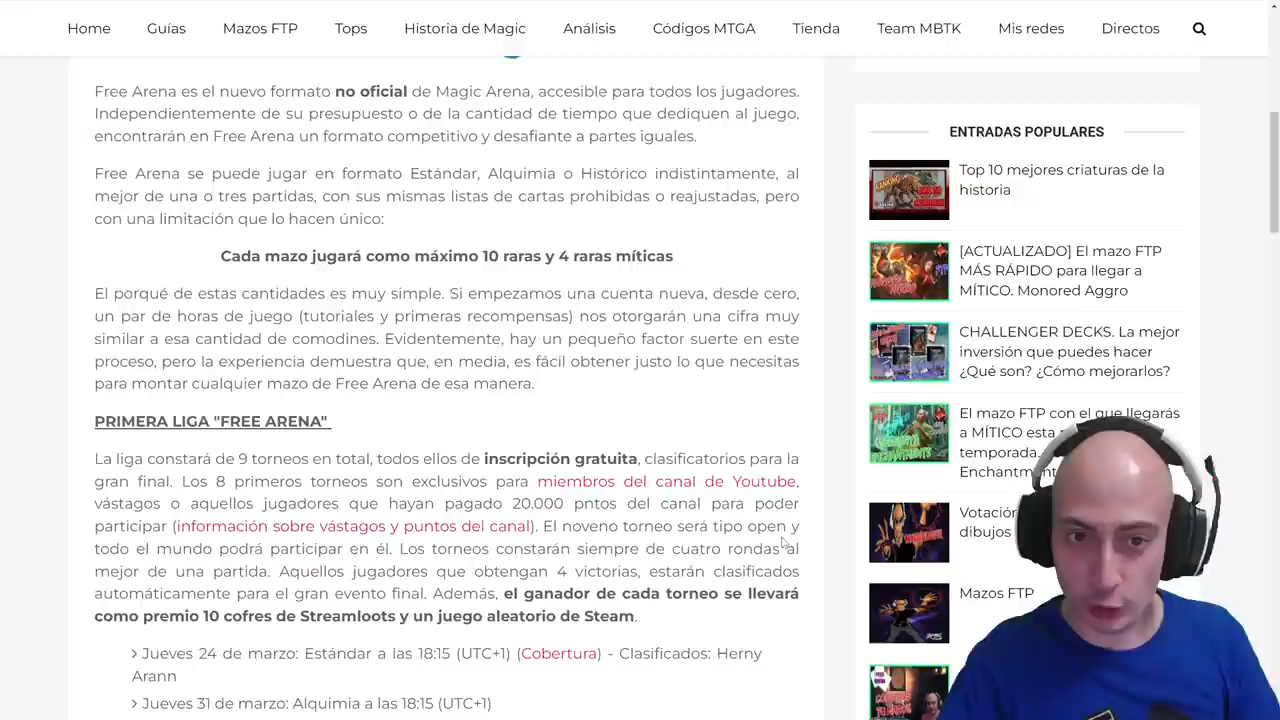 Home Guías Mazos FTP Tops Historia de Magic Análisis Códigos MTGA Tienda Team MBTK Mis redes Directos
Free Arena es el nuevo formato no oficial de Magic Arena, accesible para todos los jugadores.
Independientemente de su presupuesto o de la cantidad de tiempo que dediquen al juego,
encontrarán en Free Arena un formato competitivo y desafiante a partes iguales.
Free Arena se puede jugar en formato Estándar, Alquimia o Histórico indistintamente, al
mejor de una o tres partidas, con sus mismas listas de cartas prohibidas o reajustadas, pero
con una limitación que lo hacen único:
Cada mazo jugará como máximo 10 raras y 4 raras míticas
El porqué de estas cantidades es muy simple. Si empezamos una cuenta nueva, desde cero,
un par de horas de juego (tutoriales y primeras recompensas) nos otorgarán una cifra muy
similar a esa cantidad de comodines. Evidentemente, hay un pequeño factor suerte en este
proceso, pero la experiencia demuestra que, en media, es fácil obtener justo lo que necesitas
para montar cualquier mazo de Free Arena de esa manera.
PRIMERA LIGA "FREE ARENA"
La liga constará de 9 torneos en total, todos ellos de inscripción gratuita, clasificatorios para la
gran final. Los 8 primeros torneos son exclusivos para miembros del canal de Youtube,
vástagos o aquellos jugadores que hayan pagado 20.000 pntos del canal para poder
participar (información sobre vástagos y puntos del canal). El noveno torneo será tipo open y
todo el mundo podrá participar en él. Los torneos constarán siempre de cuatro rondas al
mejor de una partida. Aquellos jugadores que obtengan 4 victorias, estarán clasificados
automáticamente para el gran evento final. Además, el ganador de cada torneo se llevará
como premio 10 cofres de Streamloots y un juego aleatorio de Steam.
Jueves 24 de marzo: Estándar a las 18:15 (UTC+1) (Cobertura) - Clasificados: Herny
Arann
Jueves 31 de marzo: Alquimia a las 18:15 (UTC+1)
ENTRADAS POPULARES
Top 10 mejores criaturas de la
historia
[ACTUALIZADO] El mazo FTP
MÁS RÁPIDO para llegar a
MÍTICO. Monored Aggro
CHALLENGER DECKS. La mejor
inversión que puedes hacer
¿Qué son? ¿Cómo mejorarlos?
El mazo FTP con el que llegarás
a MÍTICO esta
temporada.
dibujos
Mazos FTP